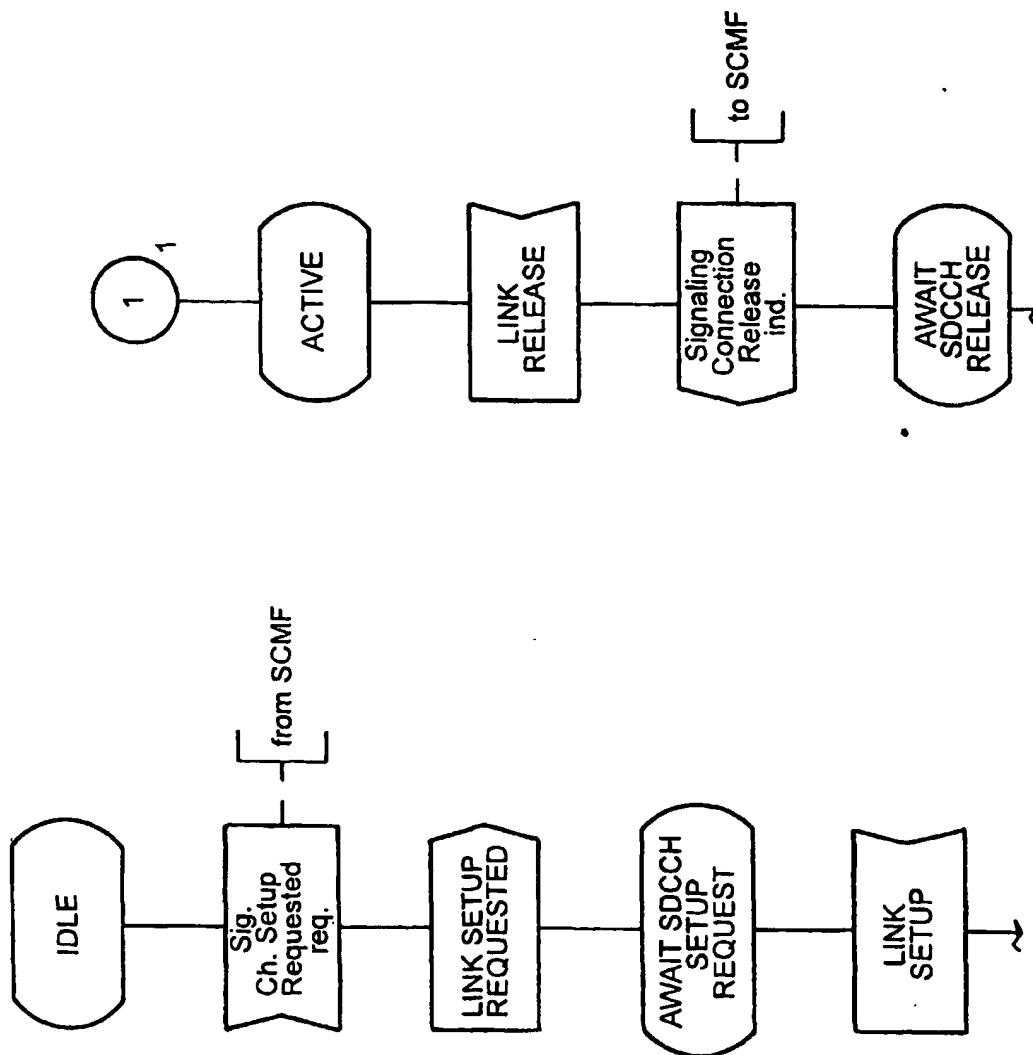 IDLE
Sig.
Ch. Setup
Requested
req.
from SCMF
LINK SETUP
REQUESTED
AWAIT SDCCH
SETUP
REQUEST
LINK
SETUP
1
1
ACTIVE
LINK
RELEASE
Signaling
Connection
Release
ind.
to SCMF
AWAIT
SDCCH
RELEASE